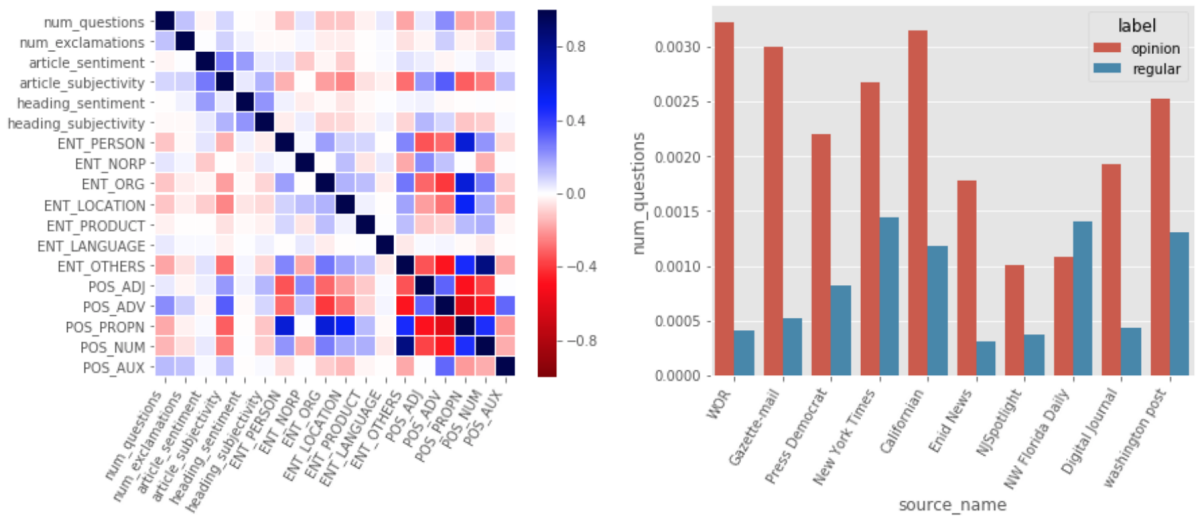 num_questions
num_exclamations
article_sentiment
article_subjectivity
heading_sentiment
heading_subjectivity
ENT_PERSON
ENT_NORP
ENT_ORG
ENT_LOCATION
ENT_PRODUCT
ENT_LANGUAGE
ENT_OTHERS
POS_ADJ
POS_ADV
POS_PROPN
POS_NUM
POS_AUX
num_questions
num_exclamations
article_sentiment
article_subjectivity
heading_sentiment
heading_subjectivity
ENT_PERSON
ENT_NORP
ENT_ORG
ENT_LOCATION
ENT_PRODUCT
ENT_LANGUAGE
ENT_OTHERS
POS_ADJ
POS_ADV
POS_PROPN
POS_NUM
POS_AUX
0.8
0.4
0.0
−0.4
−0.8
num_questions
0.0030
0.0025
0.0020
0.0015
0.0010
0.0005
0.0000
label
opinion
regular
WOR
Gazette-mail
Press Democrat
New York Times
Californian
Enid News
NJSpotlight
NW Florida Daily
Digital Journal
washington post
source_name